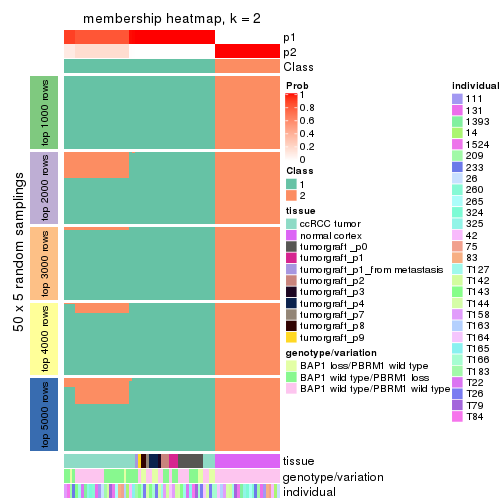 membership heatmap, k = 2
p1
p2
Class
50 x 5 random samplings
top 1000 rows
top 2000 rows
top 3000 rows
top 4000 rows
top 5000 rows
tissue
genotype/variation
individual
Prob
1
0.8
0.6
0.4
0.2
0
Class
1
2
tissue
ccRCC tumor
normal cortex
tumorgraft _p0
tumorgraft_p1
tumorgraft_p1_from metastasis
tumorgraft_p2
tumorgraft_p3
tumorgraft_p4
tumorgraft_p7
tumorgraft_p8
tumorgraft_p9
genotype/variation
BAP1 loss/PBRM1 wild type
BAP1 wild type/PBRM1 loss
BAP1 wild type/PBRM1 wild type
individual
111
131
1393
14
1524
209
233
26
260
265
324
325
42
75
83
T127
T142
T143
T144
T158
T163
T164
T165
T166
T183
T22
T26
T79
T84